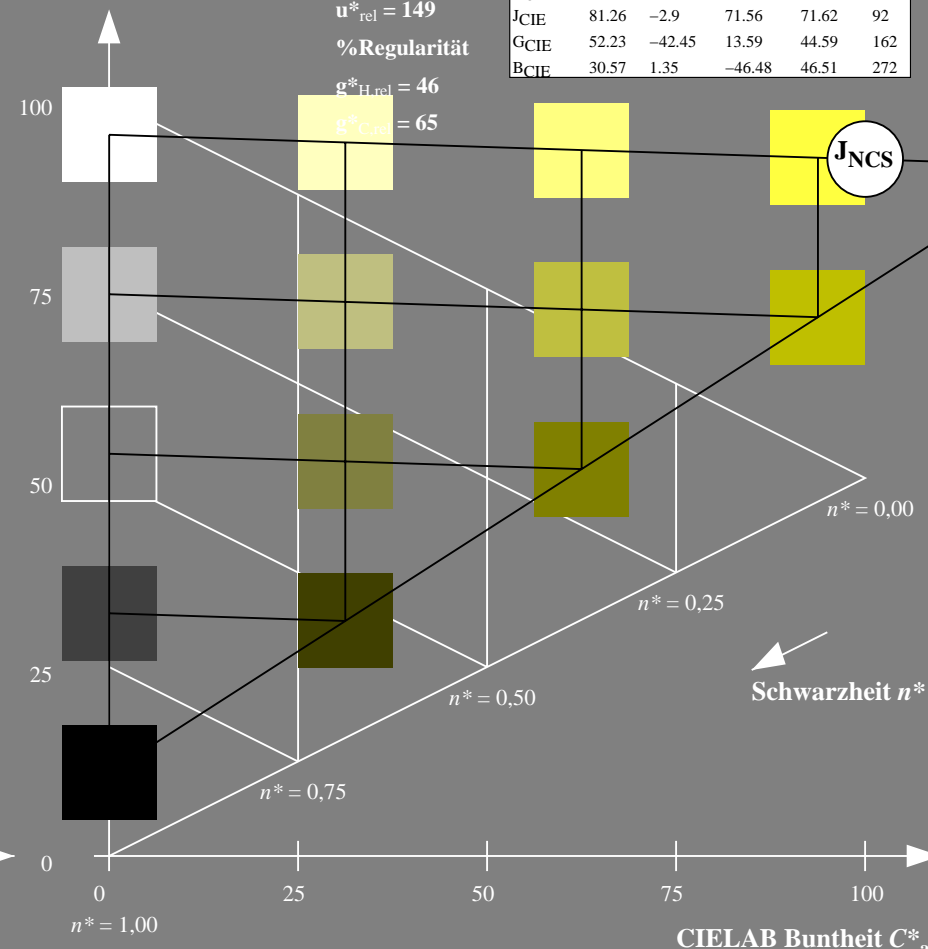 u*rel = 149
%Regularität
g*H,rel = 46
g*C,rel = 65
JCIE 81.26 −2.9 71.56 71.62 92
GCIE 52.23 −42.45 13.59 44.59 162
BCIE 30.57 1.35 −46.48 46.51 272
100
JNCS
75
50
n* = 0,00
n* = 0,25
25
Schwarzheit n*
n* = 0,50
n* = 0,75
0
0 25 50 75 100
n* = 1,00
CIELAB Buntheit C*a